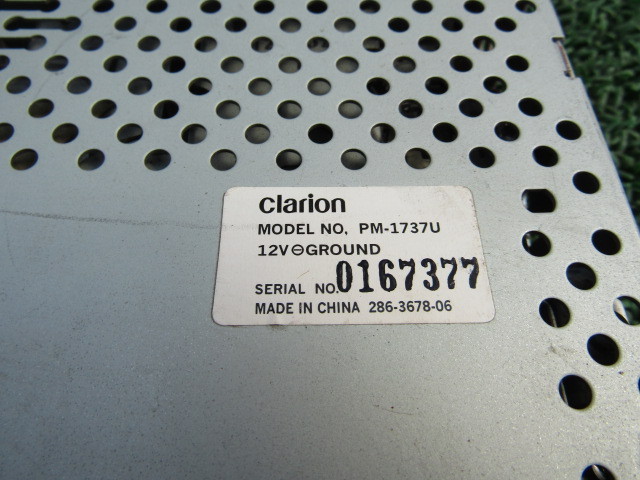 clarion
MODEL NO, PM-1737U
12V⊖GROUND
SERIAL NO.0167377
MADE IN CHINA 286-3678-06